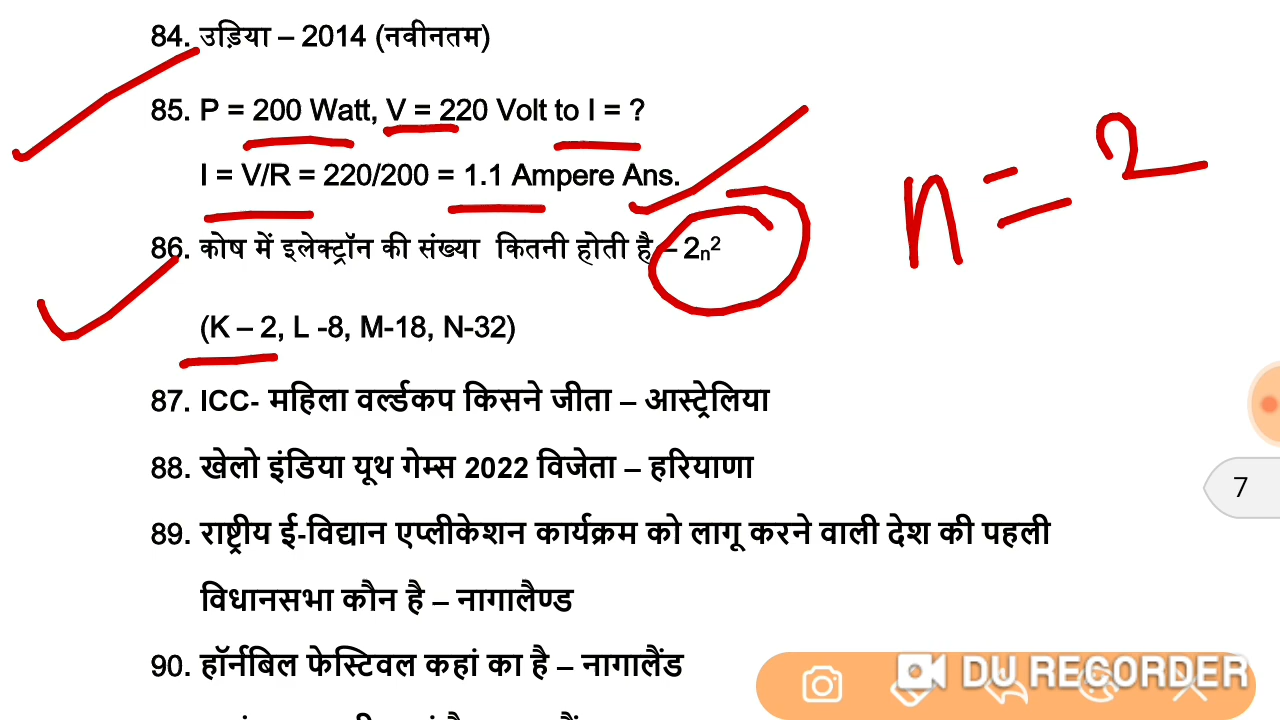 84. उड़िया – 2014 (नवीनतम)
85. P = 200 Watt, V = 220 Volt to I = ?
I = V/R = 220/200 = 1.1 Ampere Ans.
n = 2
86. कोष में इलेक्ट्रॉन की संख्या कितनी होती है – 2ₙ²
(K – 2, L -8, M-18, N-32)
87. ICC- महिला वर्ल्डकप किसने जीता – आस्ट्रेलिया
88. खेलो इंडिया यूथ गेम्स 2022 विजेता – हरियाणा
7
89. राष्ट्रीय ई-विद्यान एप्लीकेशन कार्यक्रम को लागू करने वाली देश की पहली
विधानसभा कौन है – नागालैण्ड
90. हॉर्नबिल फेस्टिवल कहां का है – नागालैंड
DU RECORDER